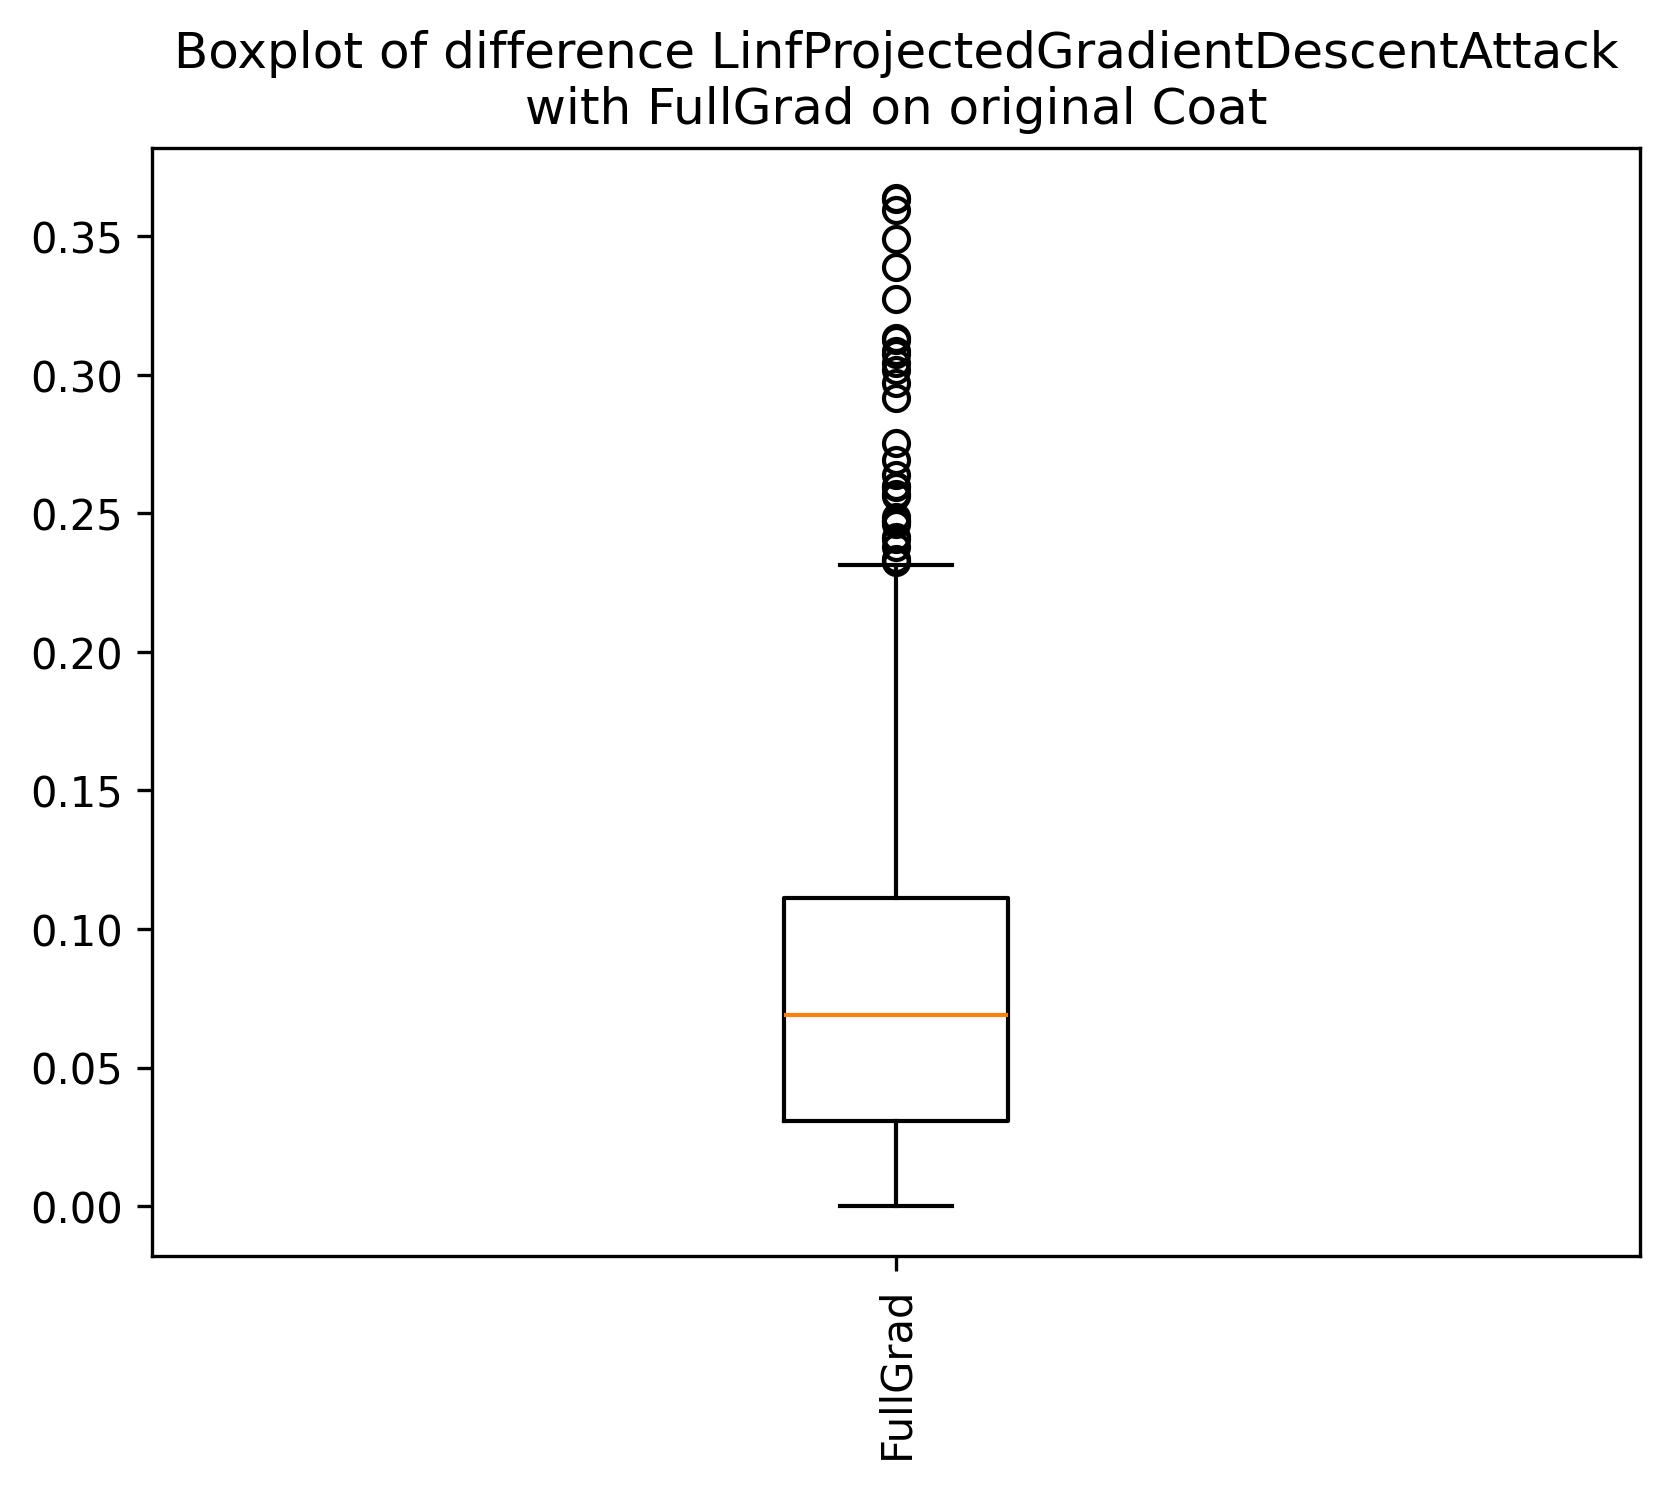 Boxplot of difference LinfProjectedGradientDescentAttack
with FullGrad on original Coat
0.35
0.30
0.25
0.20
0.15
0.10
0.05
0.00
FullGrad